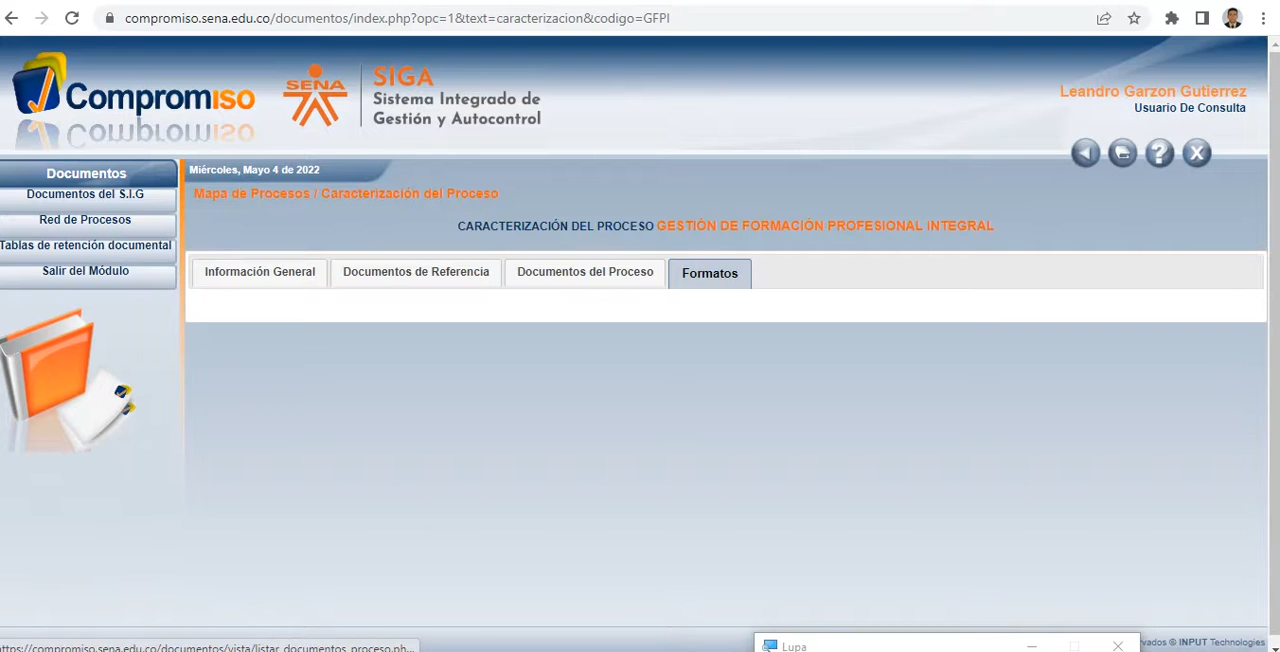 compromiso.sena.edu.co/documentos/index.php?opc=1&text=caracterizacion&codigo=GFPI
Compromiso
SENA
SIGA
Sistema Integrado de
Gestión y Autocontrol
Leandro Garzon Gutierrez
Usuario De Consulta
Documentos
Documentos del S.I.G
Red de Procesos
Tablas de retención documental
Salir del Módulo
Miércoles, Mayo 4 de 2022
Mapa de Procesos / Caracterización del Proceso
CARACTERIZACIÓN DEL PROCESO GESTIÓN DE FORMACIÓN PROFESIONAL INTEGRAL
Información General
Documentos de Referencia
Documentos del Proceso
Formatos
https://compromiso.sena.edu.co/documentos/vista/listar_documentos_proceso.ph...
Lupa
vados © INPUT Technologies